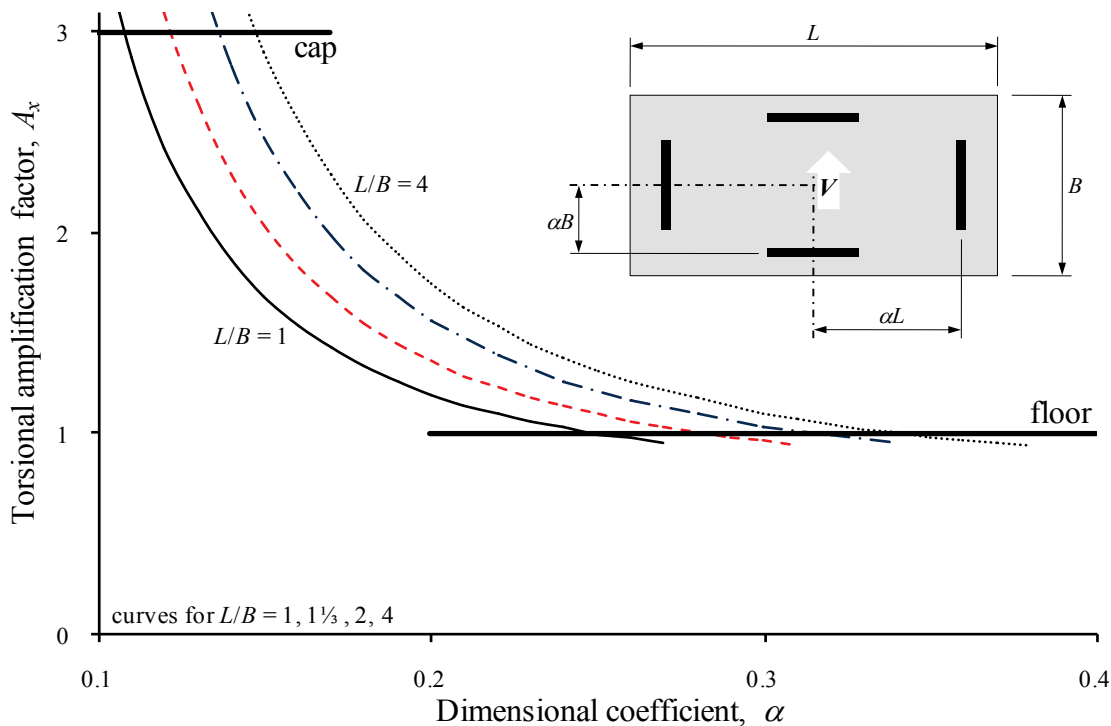 Torsional amplification factor, Aₓ
3
2
1
0
cap
L/B = 4
L/B = 1
floor
curves for L/B = 1, 1⅓ , 2, 4
0.1
0.2
0.3
0.4
Dimensional coefficient, α
L
B
V
αB
αL